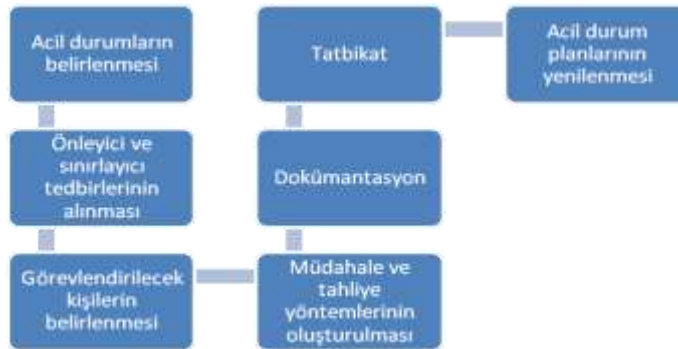 Acil durumların
belirlenmesi
Önleyici ve
sınırlayıcı
tedbirlerinin
alınması
Görevlendirilecek
kişilerin
belirlenmesi
Müdahale ve
tahliye
yöntemlerinin
oluşturulması
Dokümantasyon
Tatbikat
Acil durum
planlarının
yenilenmesi